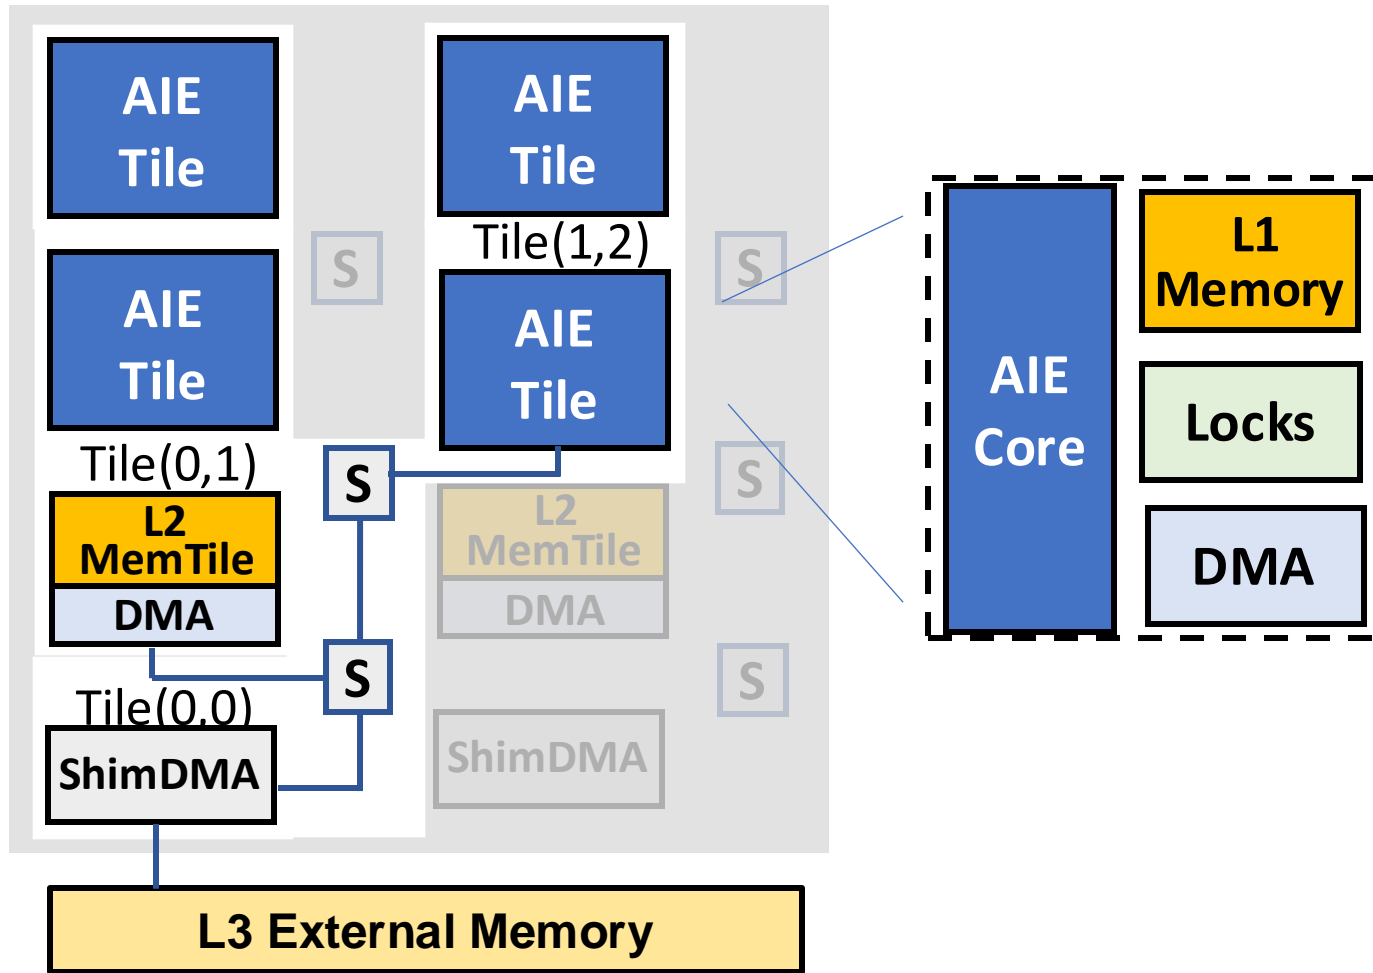 AIE
Tile
AIE
Tile
Tile(1,2)
S
S
AIE
Tile
AIE
Tile
Tile(0,1)
S
S
L2
MemTile
DMA
L2
MemTile
DMA
S
S
Tile(0,0)
ShimDMA
ShimDMA
L3 External Memory
AIE
Core
L1
Memory
Locks
DMA